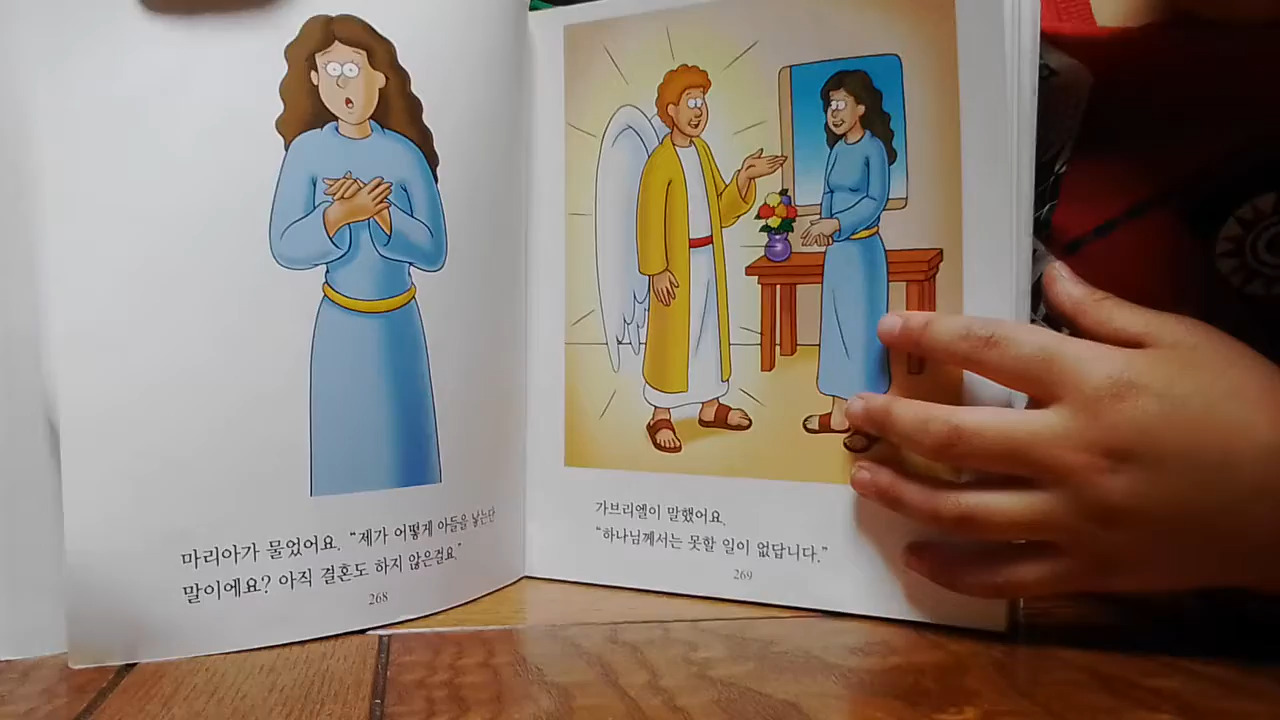 마리아가 물었어요. “제가 어떻게 아들을 낳는단
말이에요? 아직 결혼도 하지 않은걸요.”
268
가브리엘이 말했어요.
“하나님께서는 못할 일이 없답니다.”
269